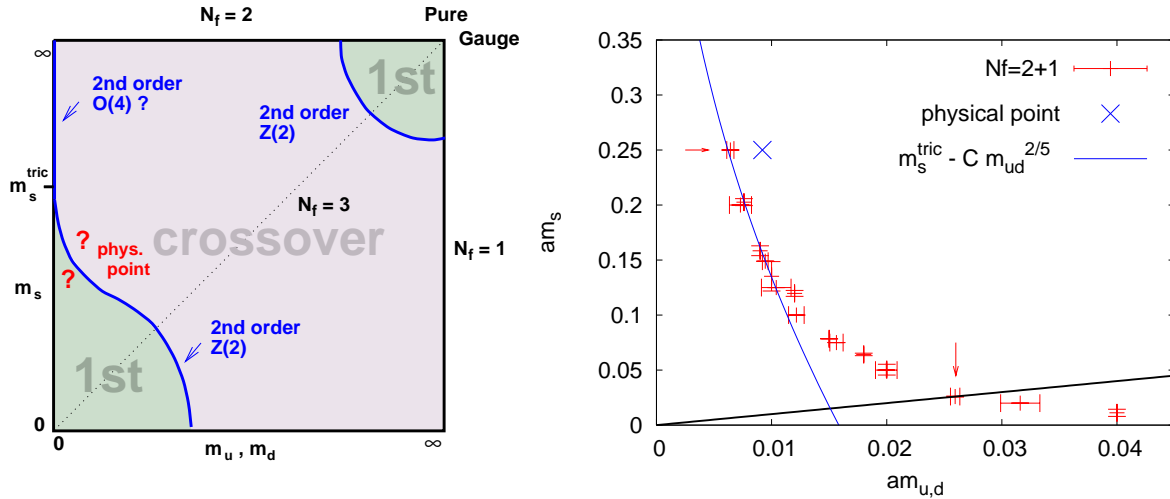 N_f = 2
Pure
Gauge
∞
1st
2nd order
O(4) ?
2nd order
Z(2)
m_s^tric
N_f = 3
crossover
?
phys.
point
?
N_f = 1
m_s
2nd order
Z(2)
1st
0
0
m_u , m_d
∞
0.35
0.3
0.25
0.2
0.15
0.1
0.05
0
am_s
Nf=2+1
physical point
m_s^tric - C m_ud^2/5
0
0.01
0.02
0.03
0.04
am_u,d